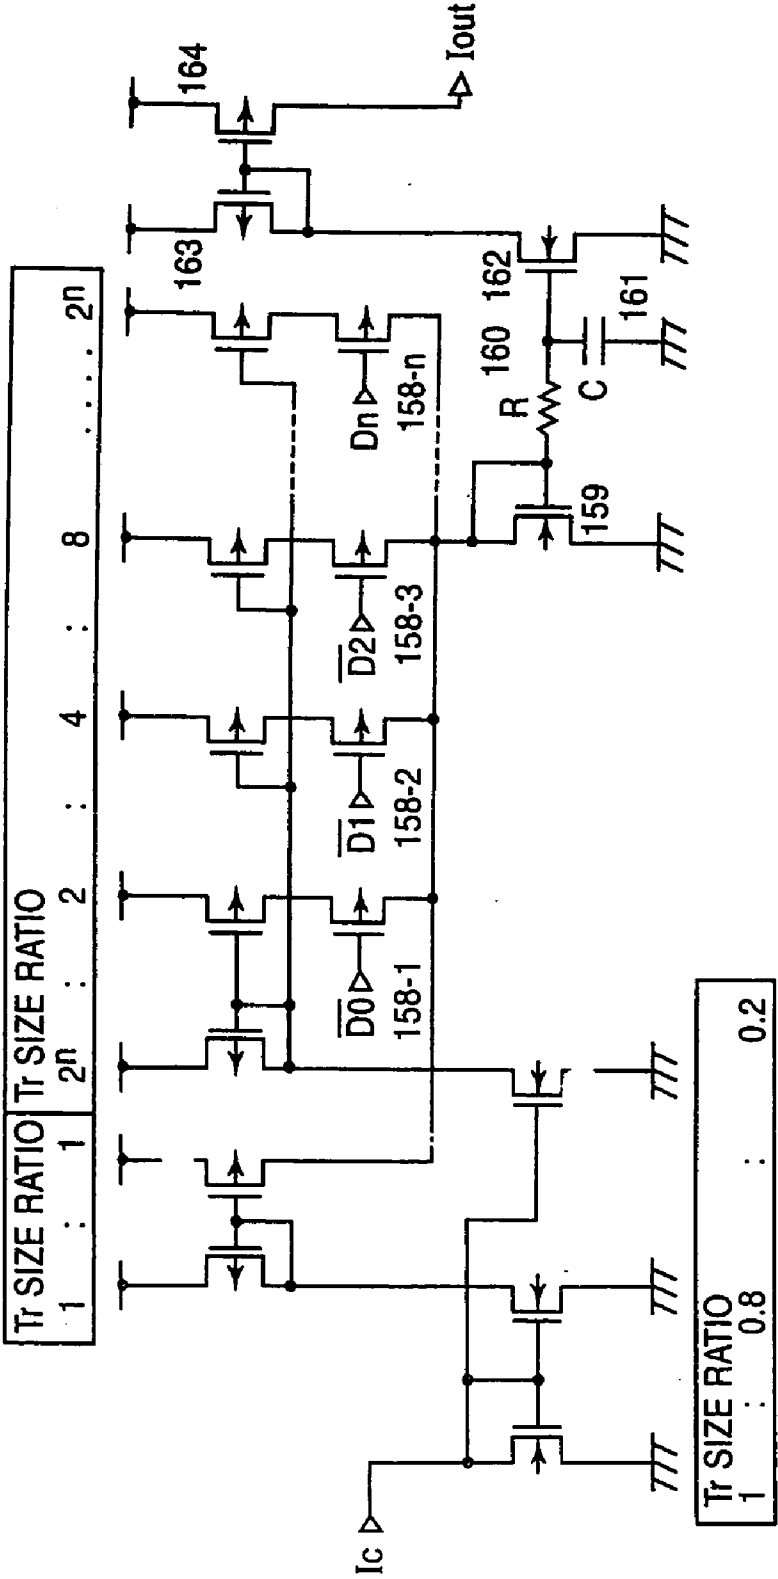 Tr SIZE RATIO
1 : 1
Tr SIZE RATIO
2n : 2 : 4 : 8 .... 2n
163
164
D0
D1
D2
Dn
158-1
158-2
158-3
158-n
Iout
Ic
R
160
162
159
C
161
Tr SIZE RATIO
1 : 0.8 : 0.2